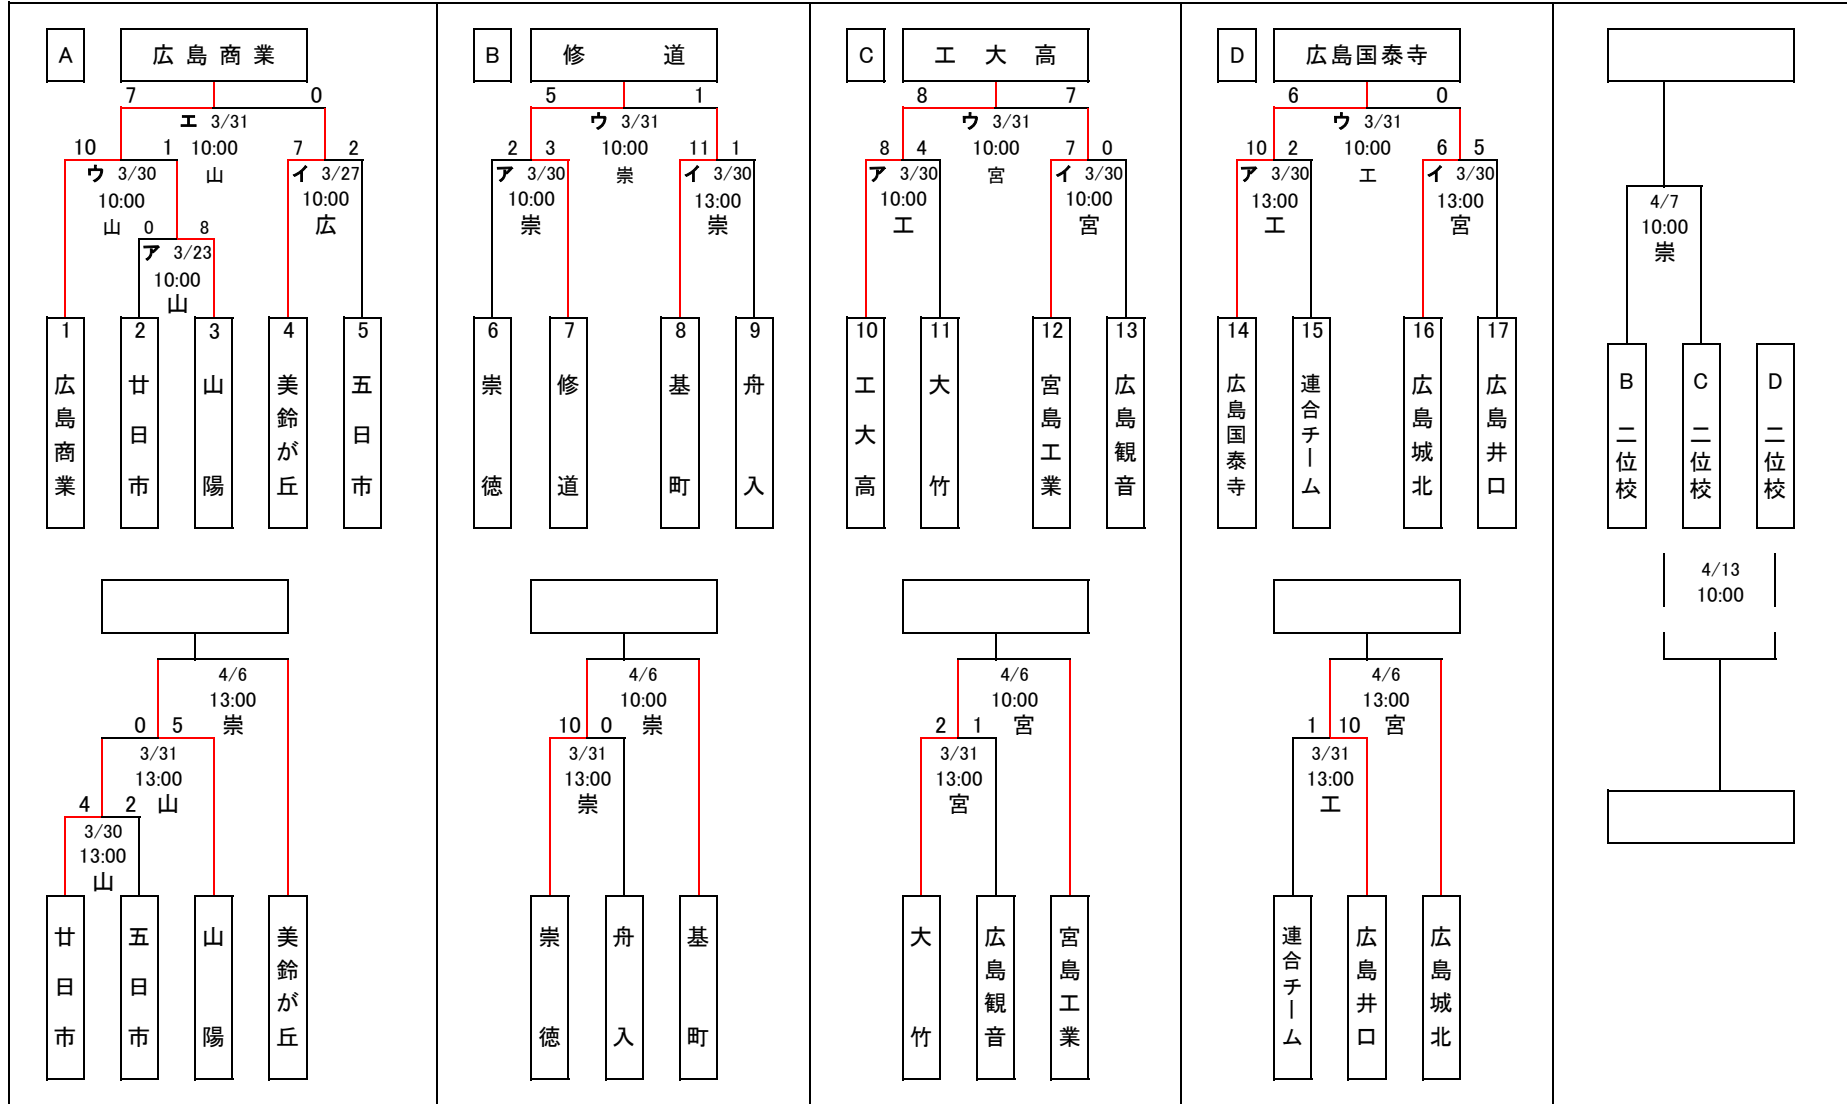 A
広島商業
7 0
エ 3/31
10:00
山
10 1
ウ 3/30
10:00
山
7 2
イ 3/27
10:00
広
0 8
ア 3/23
10:00
山
1 広島商業
2 廿日市
3 山陽
4 美鈴が丘
5 五日市
4/6
13:00
崇
0 5
3/31
13:00
山
4 2
3/30
13:00
山
廿日市
五日市
山陽
美鈴が丘
B
修道
5 1
ウ 3/31
10:00
崇
2 3
ア 3/30
10:00
崇
11 1
イ 3/30
13:00
崇
6 崇徳
7 修道
8 基町
9 舟入
4/6
10:00
崇
10 0
3/31
13:00
崇
崇徳
舟入
基町
C
工大高
8 7
ウ 3/31
10:00
宮
8 4
ア 3/30
10:00
工
7 0
イ 3/30
10:00
宮
10 工大高
11 大竹
12 宮島工業
13 広島観音
4/6
10:00
宮
2 1
3/31
13:00
宮
大竹
広島観音
宮島工業
D
広島国泰寺
6 0
ウ 3/31
10:00
工
10 2
ア 3/30
13:00
工
6 5
イ 3/30
13:00
宮
14 広島国泰寺
15 連合チーム
16 広島城北
17 広島井口
4/6
13:00
宮
1 10
3/31
13:00
工
連合チーム
広島井口
広島城北
4/7
10:00
崇
B 二位校
C 二位校
D 二位校
4/13
10:00